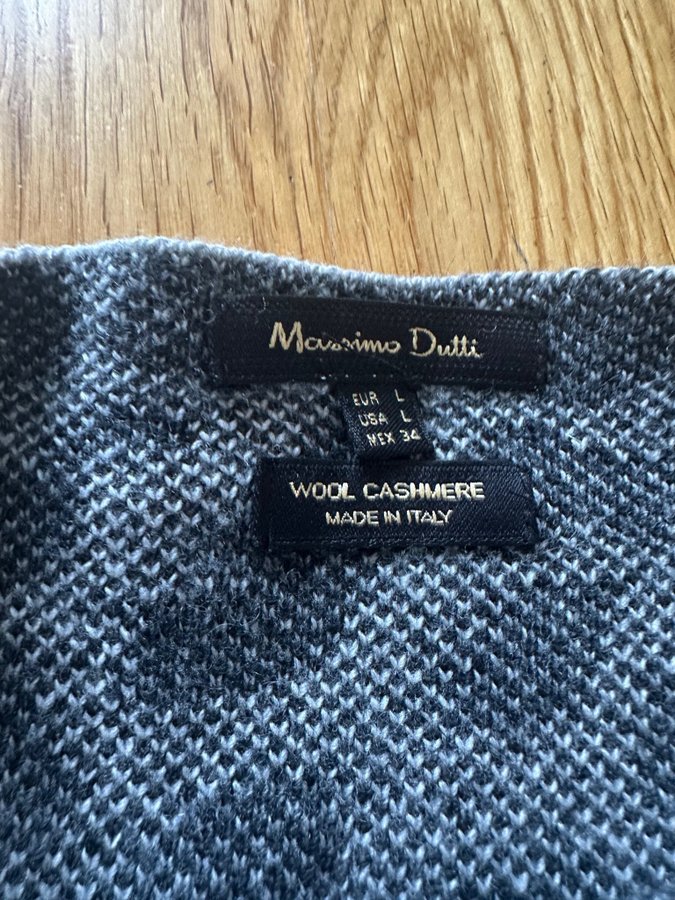 Massimo Dutti
EUR L
USA L
MEX 34
WOOL CASHMERE
MADE IN ITALY